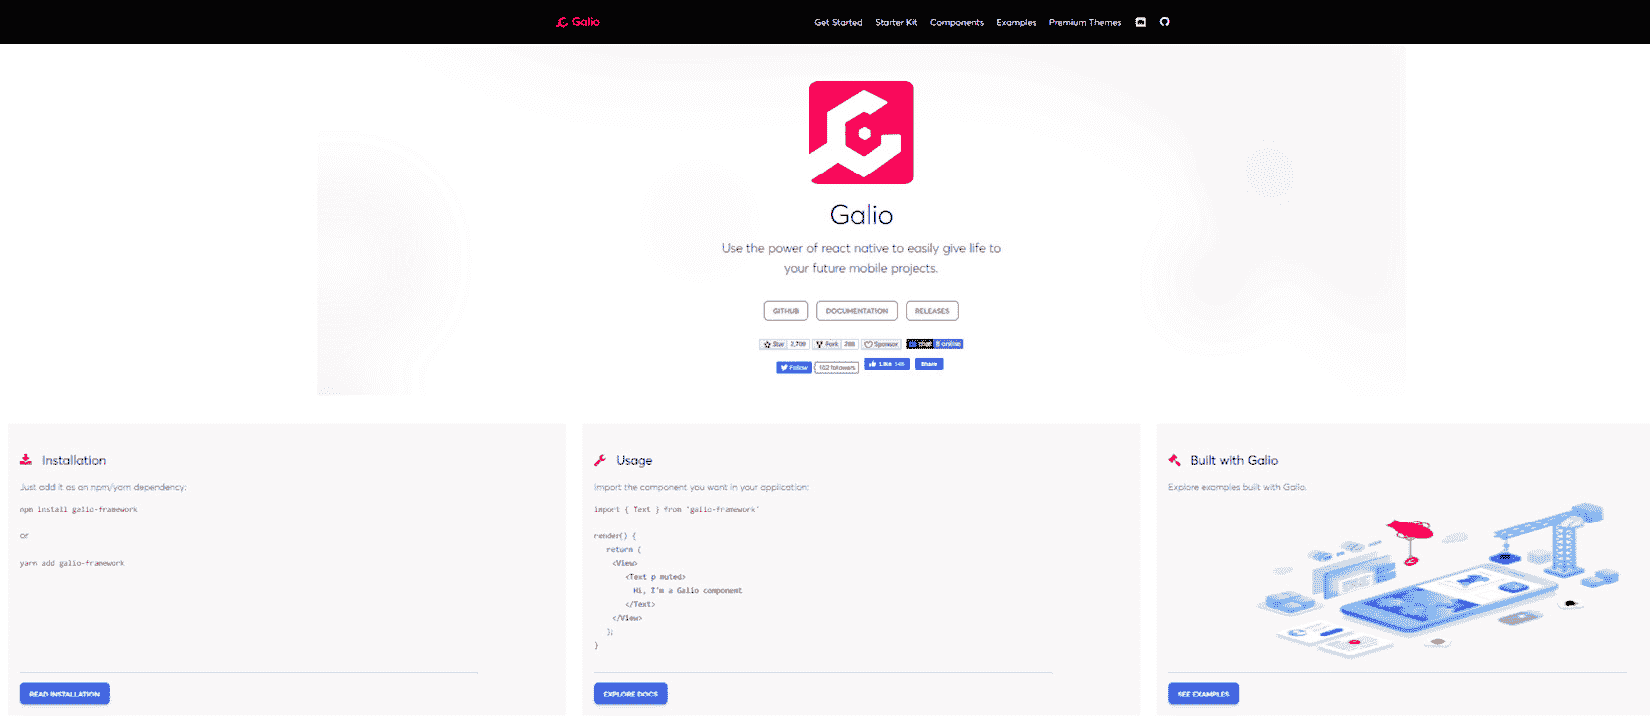 Galio
Get Started Starter Kit Components Examples Premium Themes
Galio
Use the power of react native to easily give life to
your future mobile projects.
GITHUB DOCUMENTATION RELEASES
Star 2,709 Fork 288 Sponsor chat 8 online
Follow 162 followers Like Share
Installation
Just add it as an npm/yarn dependency:
npm install galio-framework
or
yarn add galio-framework
READ INSTALLATION
Usage
Import the component you want in your application:
import { Text } from 'galio-framework'
render() {
return (
<View>
<Text p muted>
Hi, I'm a Galio component
</Text>
</View>
);
}
EXPLORE DOCS
Built with Galio
Explore examples built with Galio.
SEE EXAMPLES